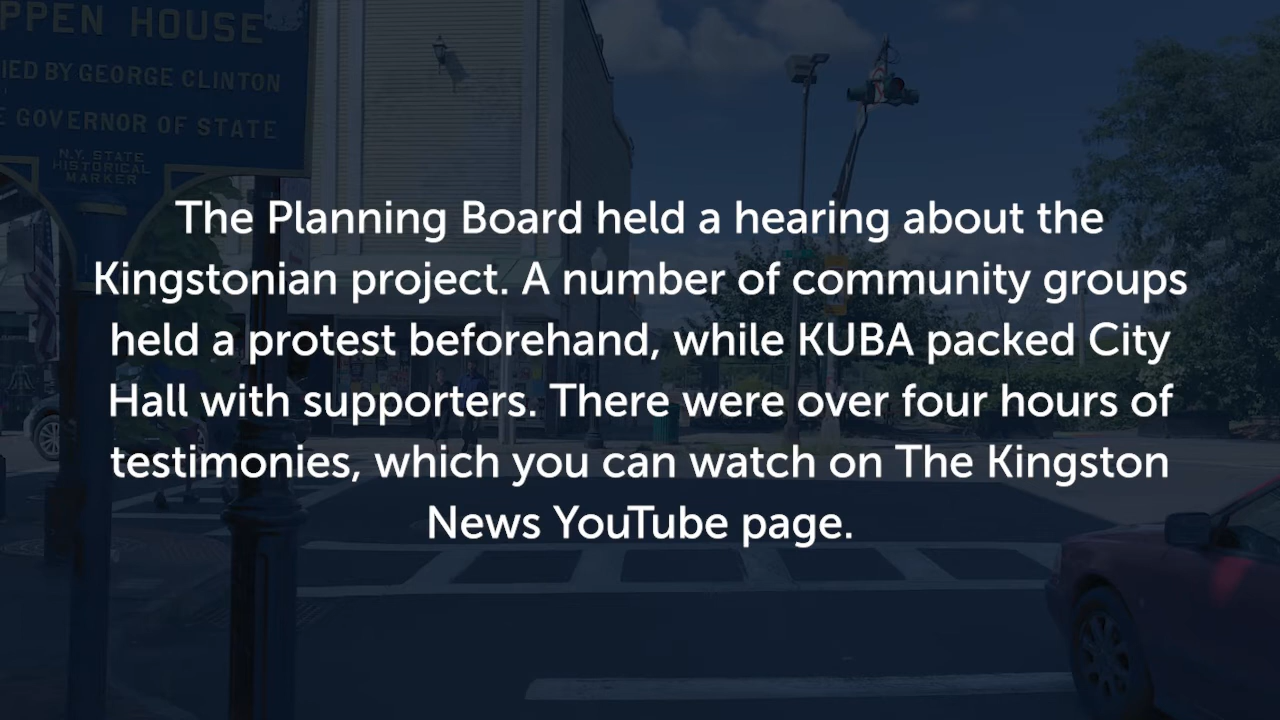 PPEN HOUSE
IED BY GEORGE CLINTON
GOVERNOR OF STATE
N.Y. STATE
HISTORICAL
MARKER
The Planning Board held a hearing about the
Kingstonian project. A number of community groups
held a protest beforehand, while KUBA packed City
Hall with supporters. There were over four hours of
testimonies, which you can watch on The Kingston
News YouTube page.